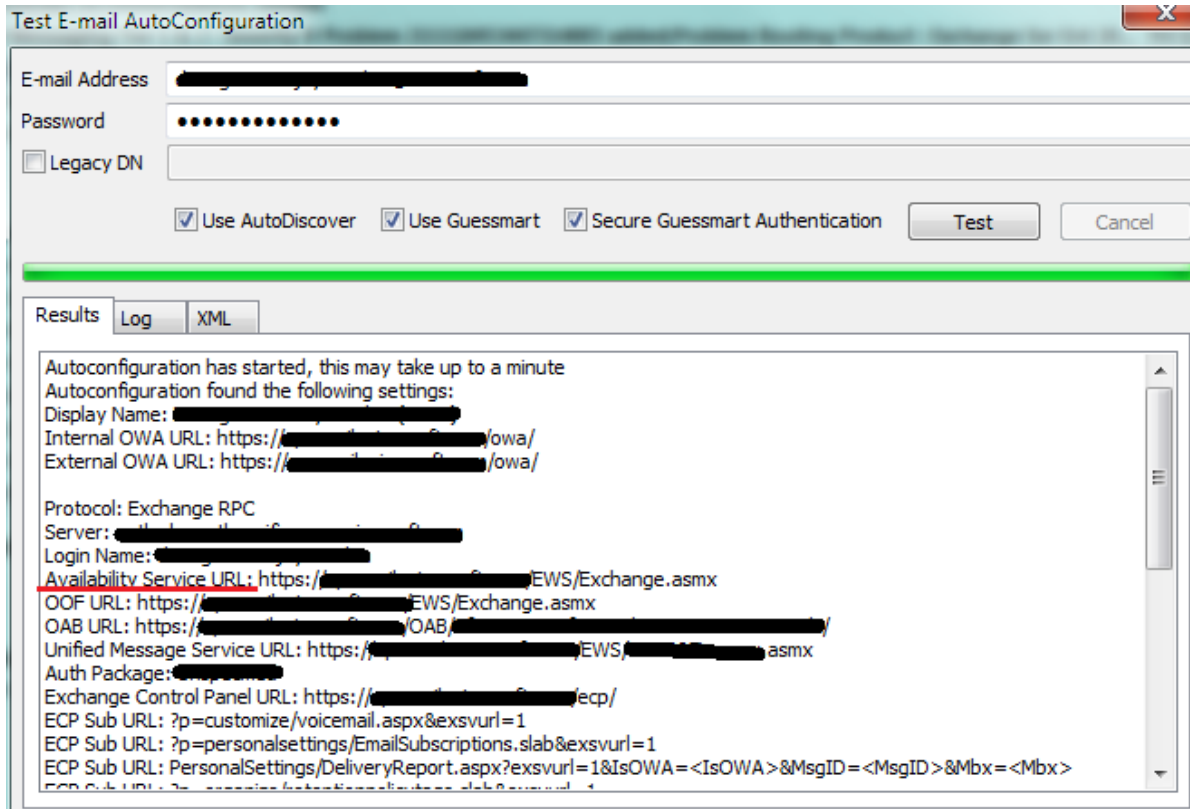 Test E-mail AutoConfiguration
E-mail Address
Password •••••••••••••
Legacy DN
Use AutoDiscover Use Guessmart Secure Guessmart Authentication Test Cancel
Results Log XML
Autoconfiguration has started, this may take up to a minute
Autoconfiguration found the following settings:
Display Name:
Internal OWA URL: https:///owa/
External OWA URL: https:///owa/
Protocol: Exchange RPC
Server:
Login Name:
Availability Service URL: https:///EWS/Exchange.asmx
OOF URL: https:///EWS/Exchange.asmx
OAB URL: https:///OAB//
Unified Message Service URL: https:///EWS/.asmx
Auth Package:
Exchange Control Panel URL: https:///ecp/
ECP Sub URL: ?p=customize/voicemail.aspx&exsvurl=1
ECP Sub URL: ?p=personalsettings/EmailSubscriptions.slab&exsvurl=1
ECP Sub URL: PersonalSettings/DeliveryReport.aspx?exsvurl=1&IsOWA=<IsOWA>&MsgID=<MsgID>&Mbx=<Mbx>